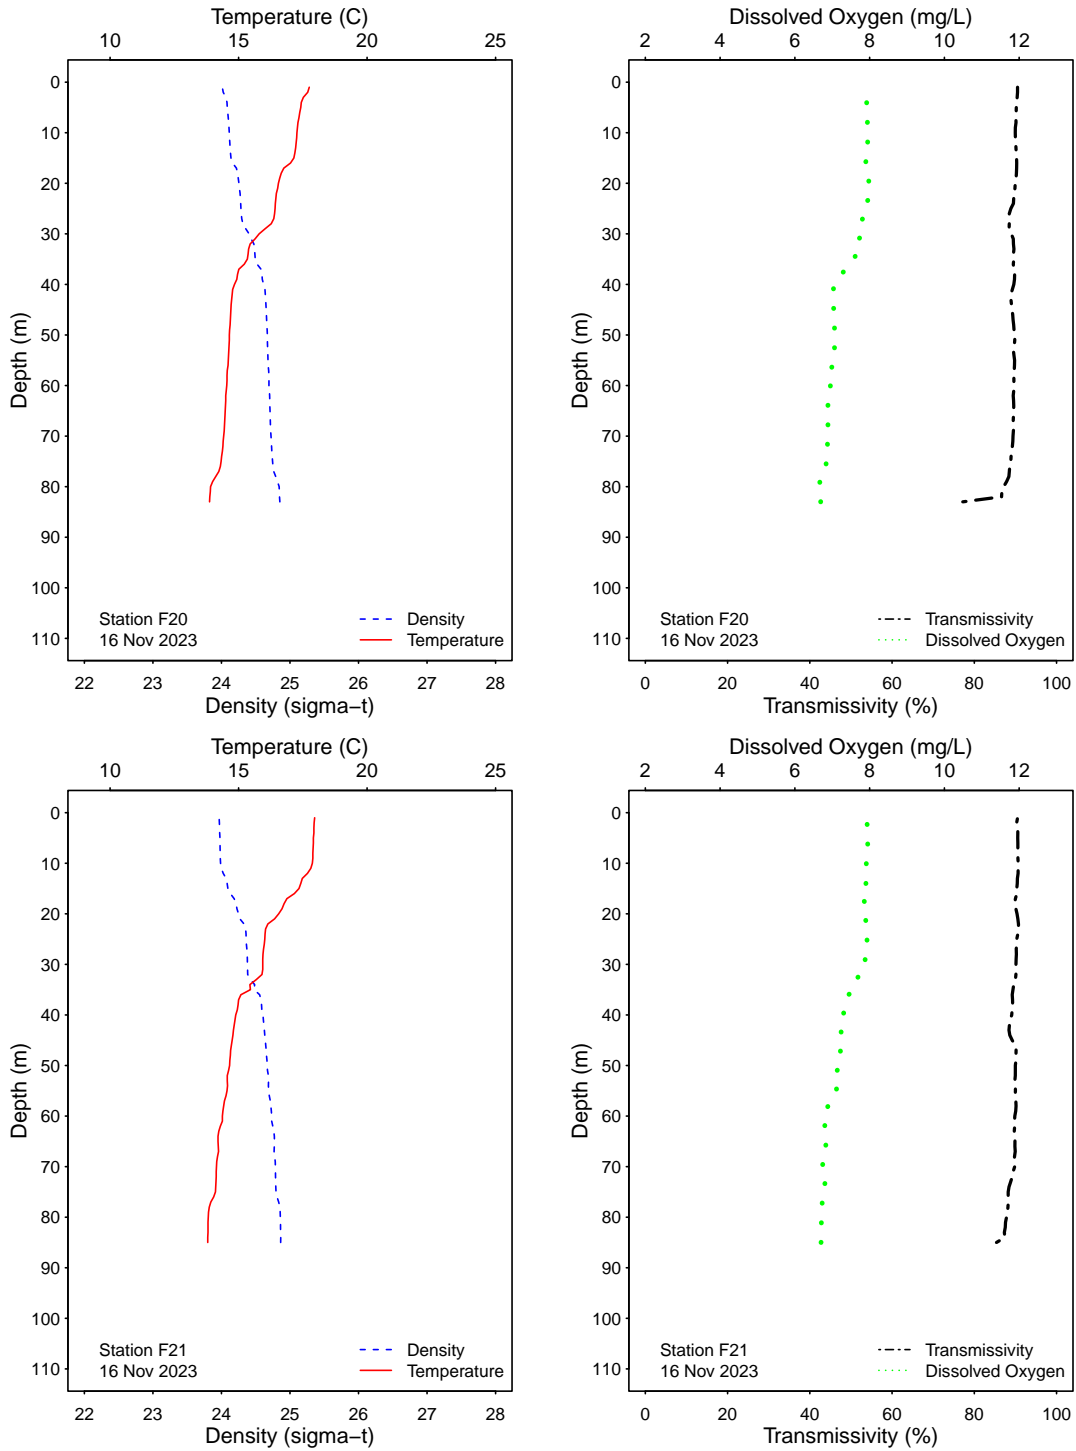 Temperature (C)
10 15 20 25
0
10
20
30
40
50
60
70
80
90
100
110
Depth (m)
Station F20
16 Nov 2023
Density
Temperature
22 23 24 25 26 27 28
Density (sigma−t)
Dissolved Oxygen (mg/L)
2 4 6 8 10 12
0
10
20
30
40
50
60
70
80
90
100
110
Depth (m)
Station F20
16 Nov 2023
Transmissivity
Dissolved Oxygen
0 20 40 60 80 100
Transmissivity (%)
Temperature (C)
10 15 20 25
0
10
20
30
40
50
60
70
80
90
100
110
Depth (m)
Station F21
16 Nov 2023
Density
Temperature
22 23 24 25 26 27 28
Density (sigma−t)
Dissolved Oxygen (mg/L)
2 4 6 8 10 12
0
10
20
30
40
50
60
70
80
90
100
110
Depth (m)
Station F21
16 Nov 2023
Transmissivity
Dissolved Oxygen
0 20 40 60 80 100
Transmissivity (%)